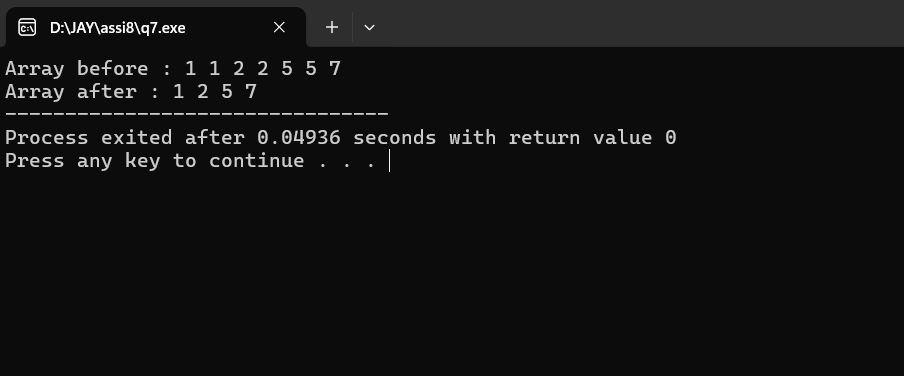 D:\JAY\assi8\q7.exe
Array before : 1 1 2 2 5 5 7
Array after : 1 2 5 7
--------------------------------
Process exited after 0.04936 seconds with return value 0
Press any key to continue . . .